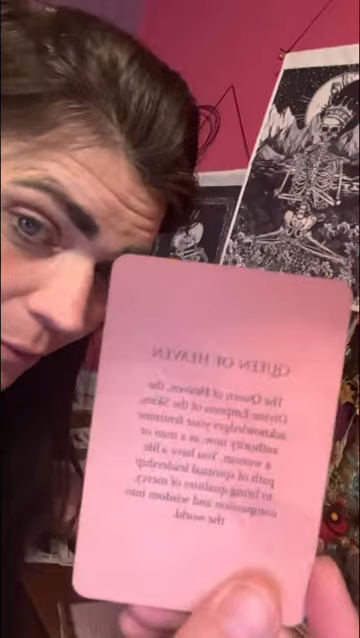 QUEEN OF HEAVEN
The Queen of Heaven, the
Divine Empress of the Skies,
acknowledges your feminine
authority now, as a man or
a woman. You have a life
path of spiritual leadership
to bring qualities of mercy,
compassion and wisdom into
the world.